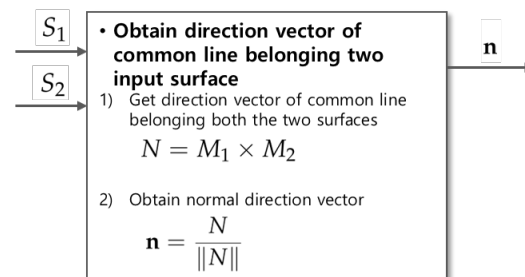 S₁
S₂
• Obtain direction vector of
common line belonging two
input surface
1) Get direction vector of common line
belonging both the two surfaces
N = M₁ × M₂
2) Obtain normal direction vector
n = N / ‖N‖
n